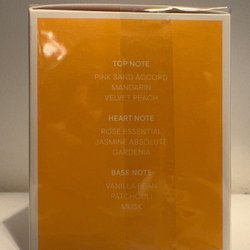 TOP NOTE
PINK SAND ACCORD
MANDARIN
VELVET PEACH
HEART NOTE
ROSE ESSENTIAL
JASMINE ABSOLUTE
GARDENIA
BASE NOTE
VANILLA BEAN
PATCHOULI
MUSK